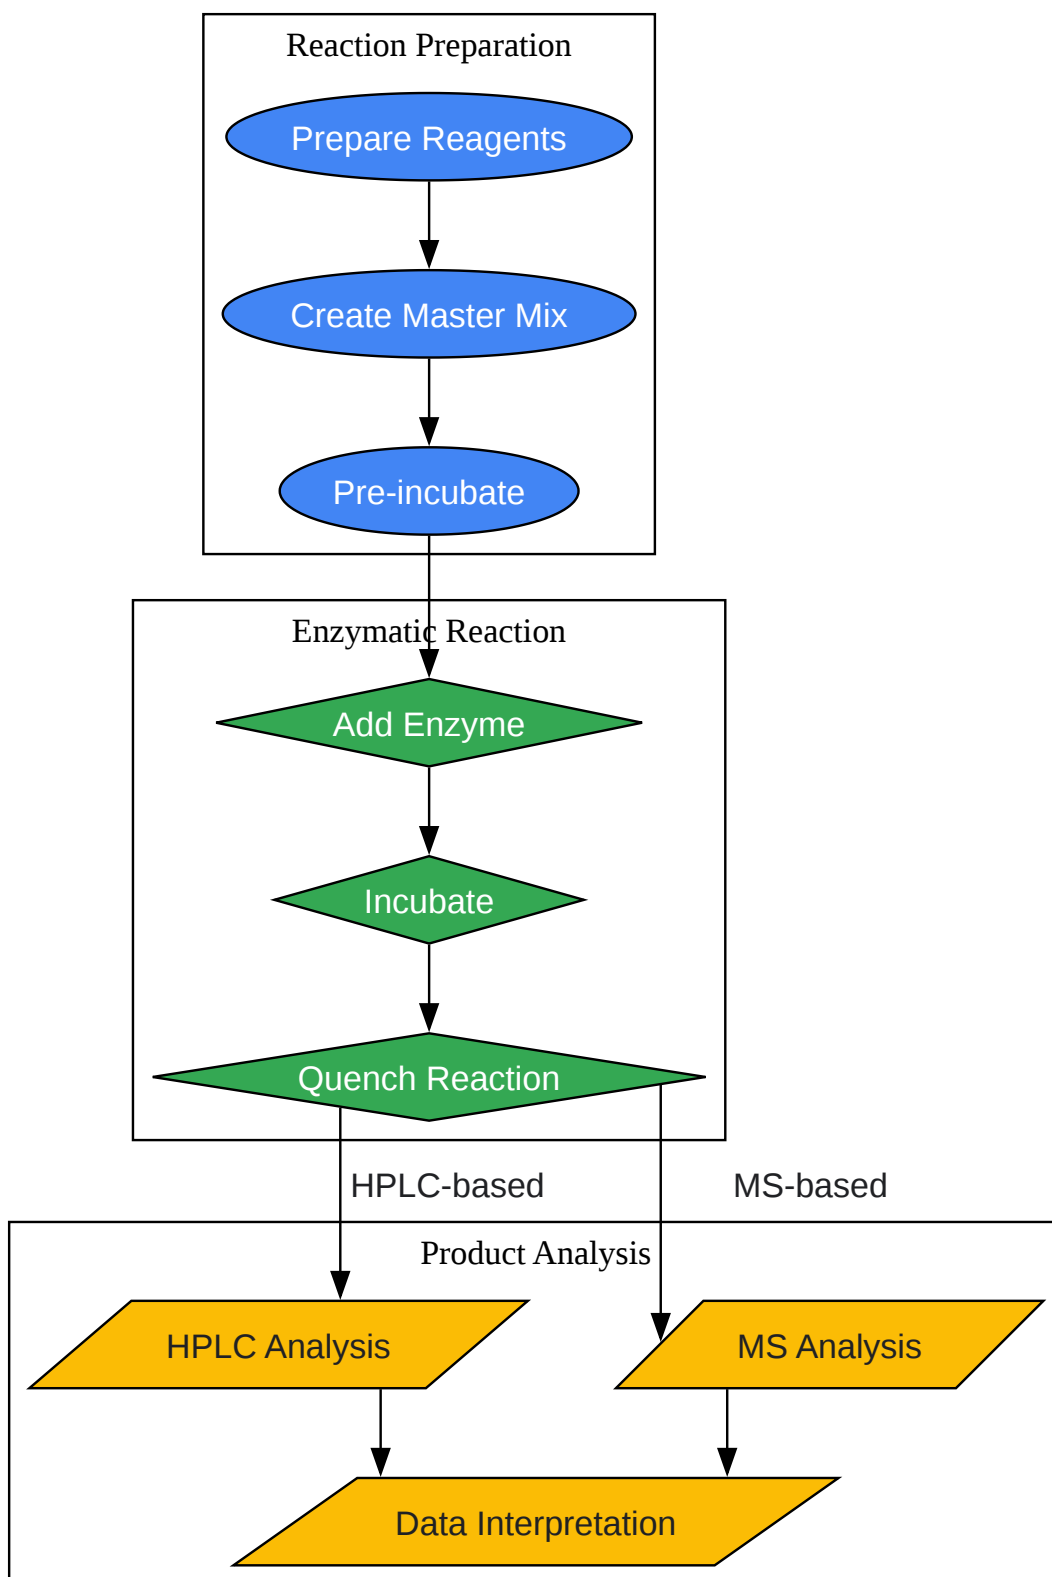 Reaction Preparation
Prepare Reagents
Create Master Mix
Pre-incubate
Enzymatic Reaction
Add Enzyme
Incubate
Quench Reaction
HPLC-based
MS-based
Product Analysis
HPLC Analysis
MS Analysis
Data Interpretation